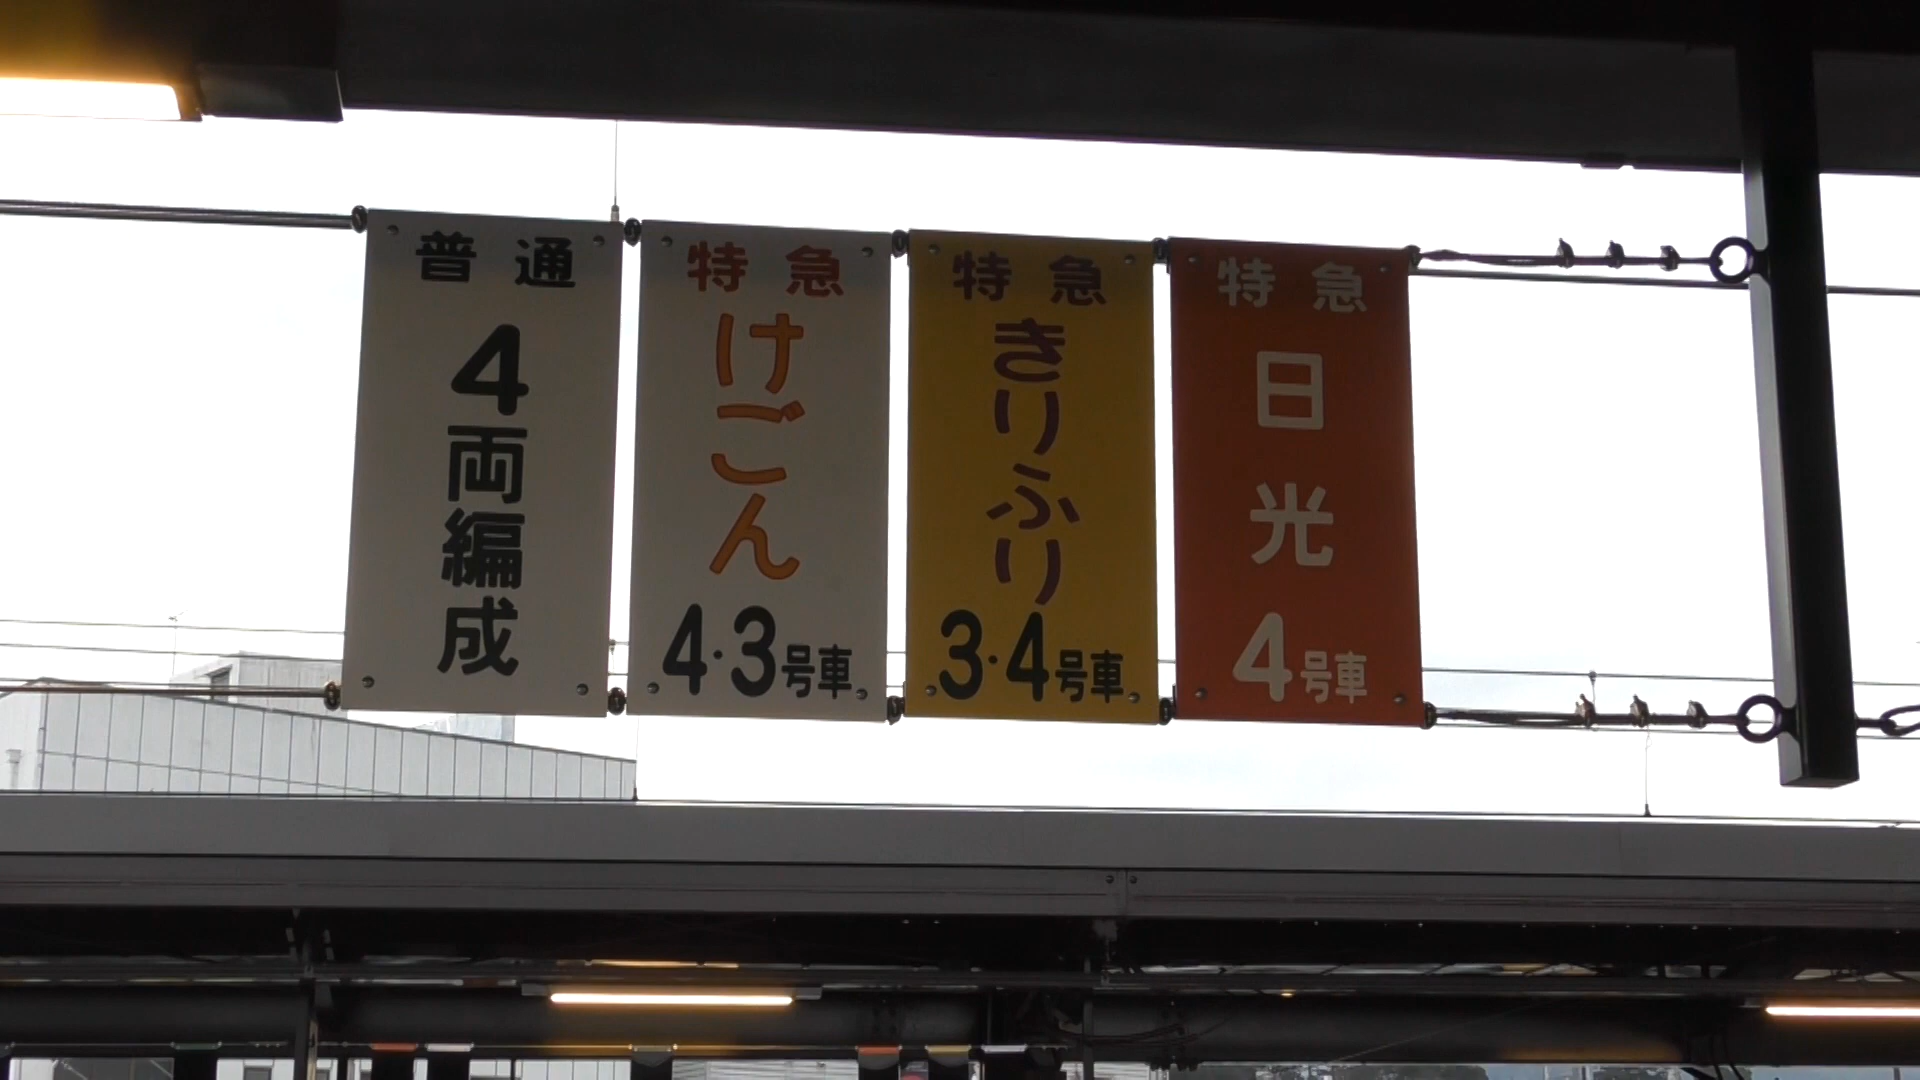 普通
4両編成
特急
けごん
4・3号車
特急
きりふり
3・4号車
特急
日光
4号車